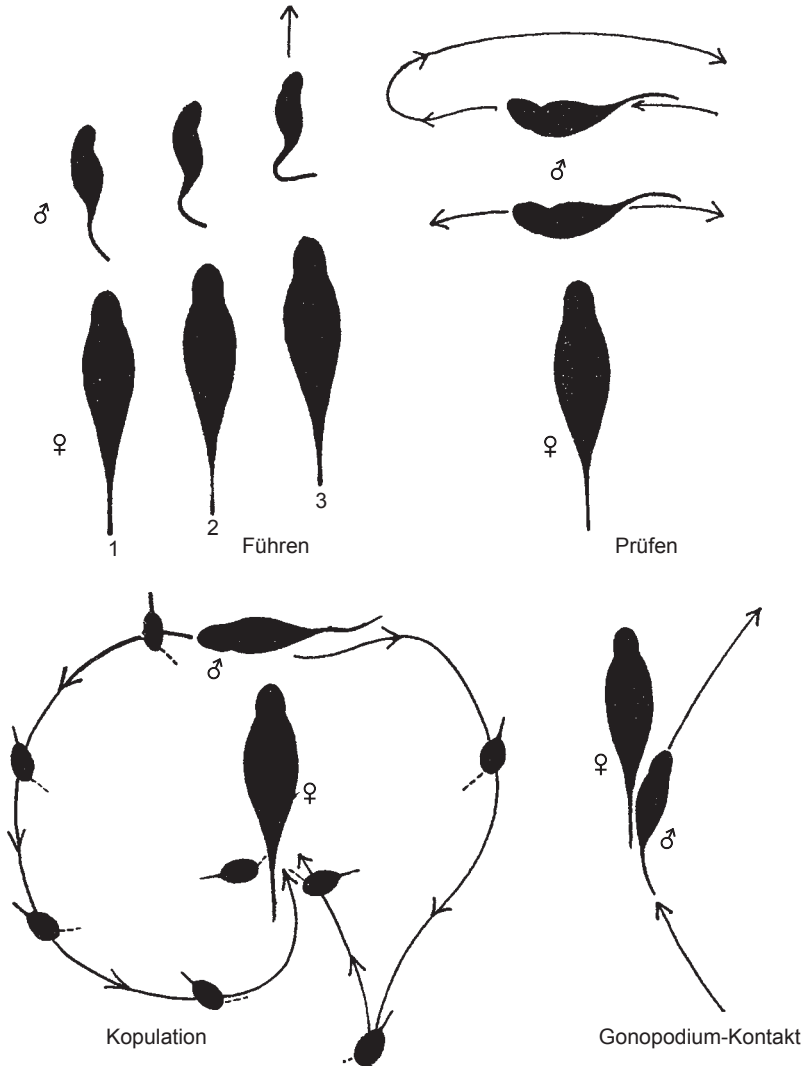 ♂
♂
♀
♀
1
2
3
Führen
Prüfen
♂
♀
♀
♂
Kopulation
Gonopodium-Kontakt